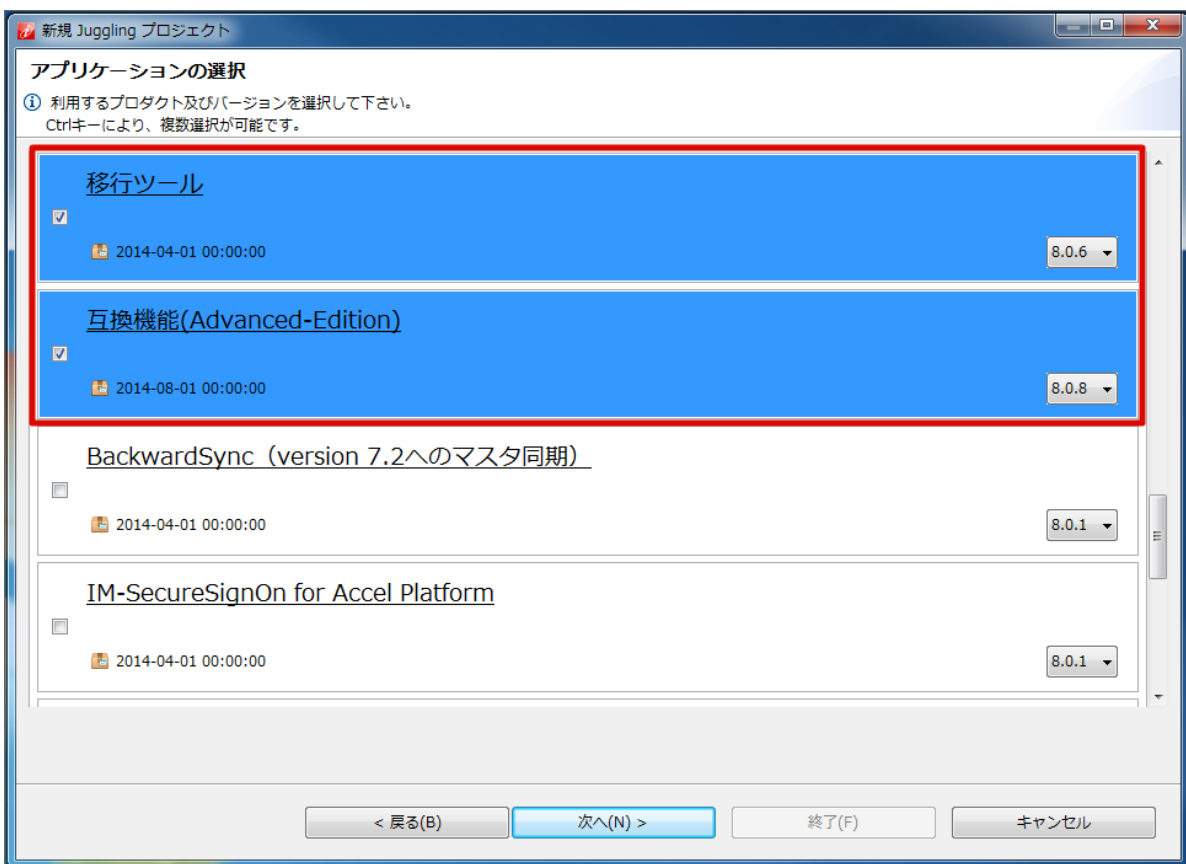 新規 Juggling プロジェクト
アプリケーションの選択
利用するプロダクト及びバージョンを選択して下さい。
Ctrlキーにより、複数選択が可能です。
移行ツール
2014-04-01 00:00:00
8.0.6
互換機能(Advanced-Edition)
2014-08-01 00:00:00
8.0.8
BackwardSync（version 7.2へのマスタ同期）
2014-04-01 00:00:00
8.0.1
IM-SecureSignOn for Accel Platform
2014-04-01 00:00:00
8.0.1
< 戻る(B)
次へ(N) >
終了(F)
キャンセル